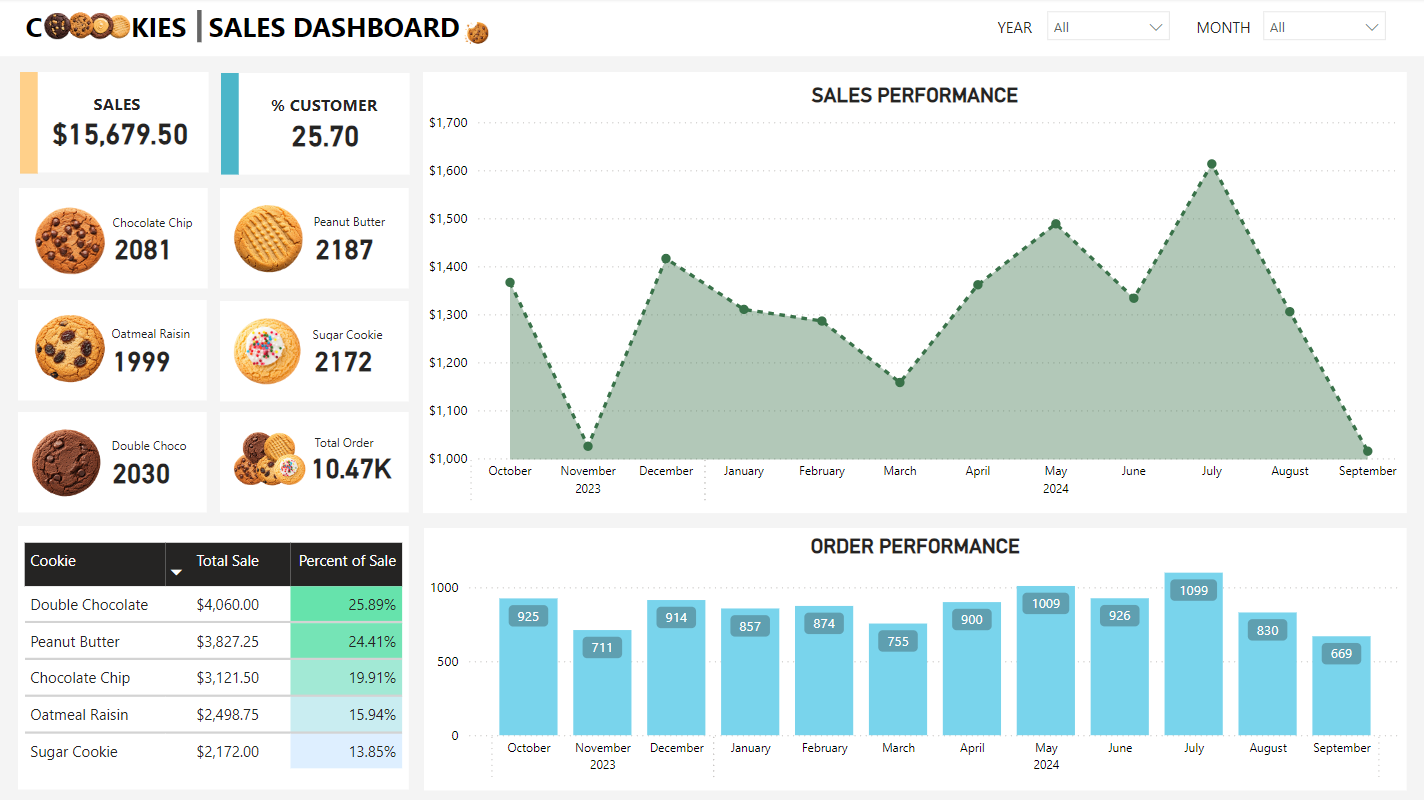 COOOOKIES | SALES DASHBOARD
YEAR All MONTH All
SALES
$15,679.50
% CUSTOMER
25.70
Chocolate Chip
2081
Peanut Butter
2187
Oatmeal Raisin
1999
Sugar Cookie
2172
Double Choco
2030
Total Order
10.47K
Cookie Total Sale Percent of Sale
Double Chocolate $4,060.00 25.89%
Peanut Butter $3,827.25 24.41%
Chocolate Chip $3,121.50 19.91%
Oatmeal Raisin $2,498.75 15.94%
Sugar Cookie $2,172.00 13.85%
SALES PERFORMANCE
$1,700
$1,600
$1,500
$1,400
$1,300
$1,200
$1,100
$1,000
October November December January February March April May June July August September
2023 2024
ORDER PERFORMANCE
1000
500
0
925 711 914 857 874 755 900 1009 926 1099 830 669
October November December January February March April May June July August September
2023 2024